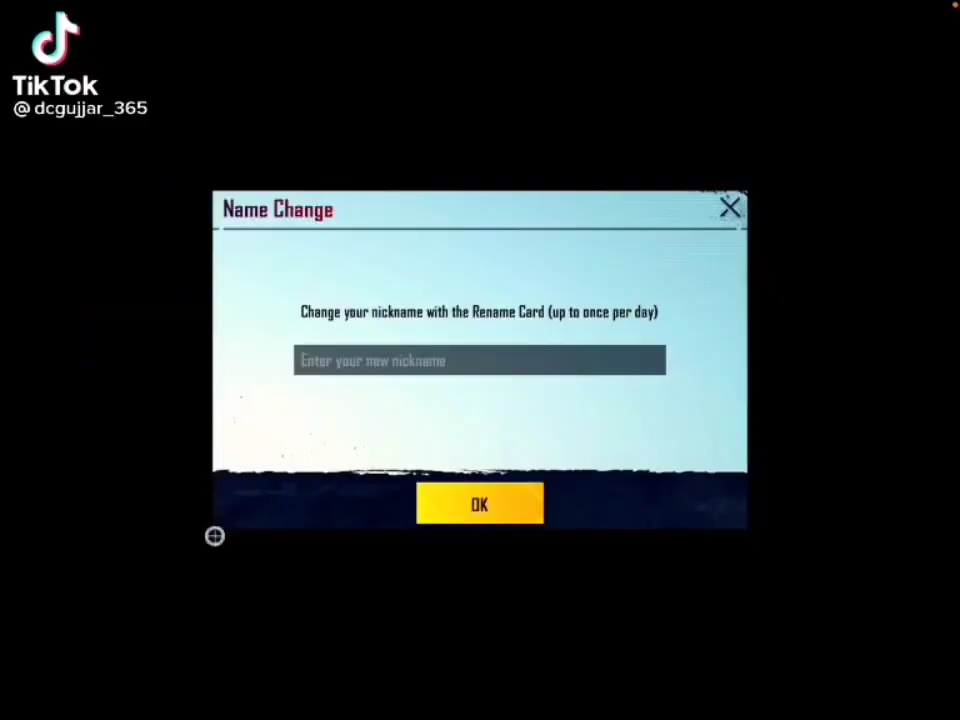 TikTok
@dcgujjar_365
Name Change
Change your nickname with the Rename Card (up to once per day)
Enter your new nickname
OK